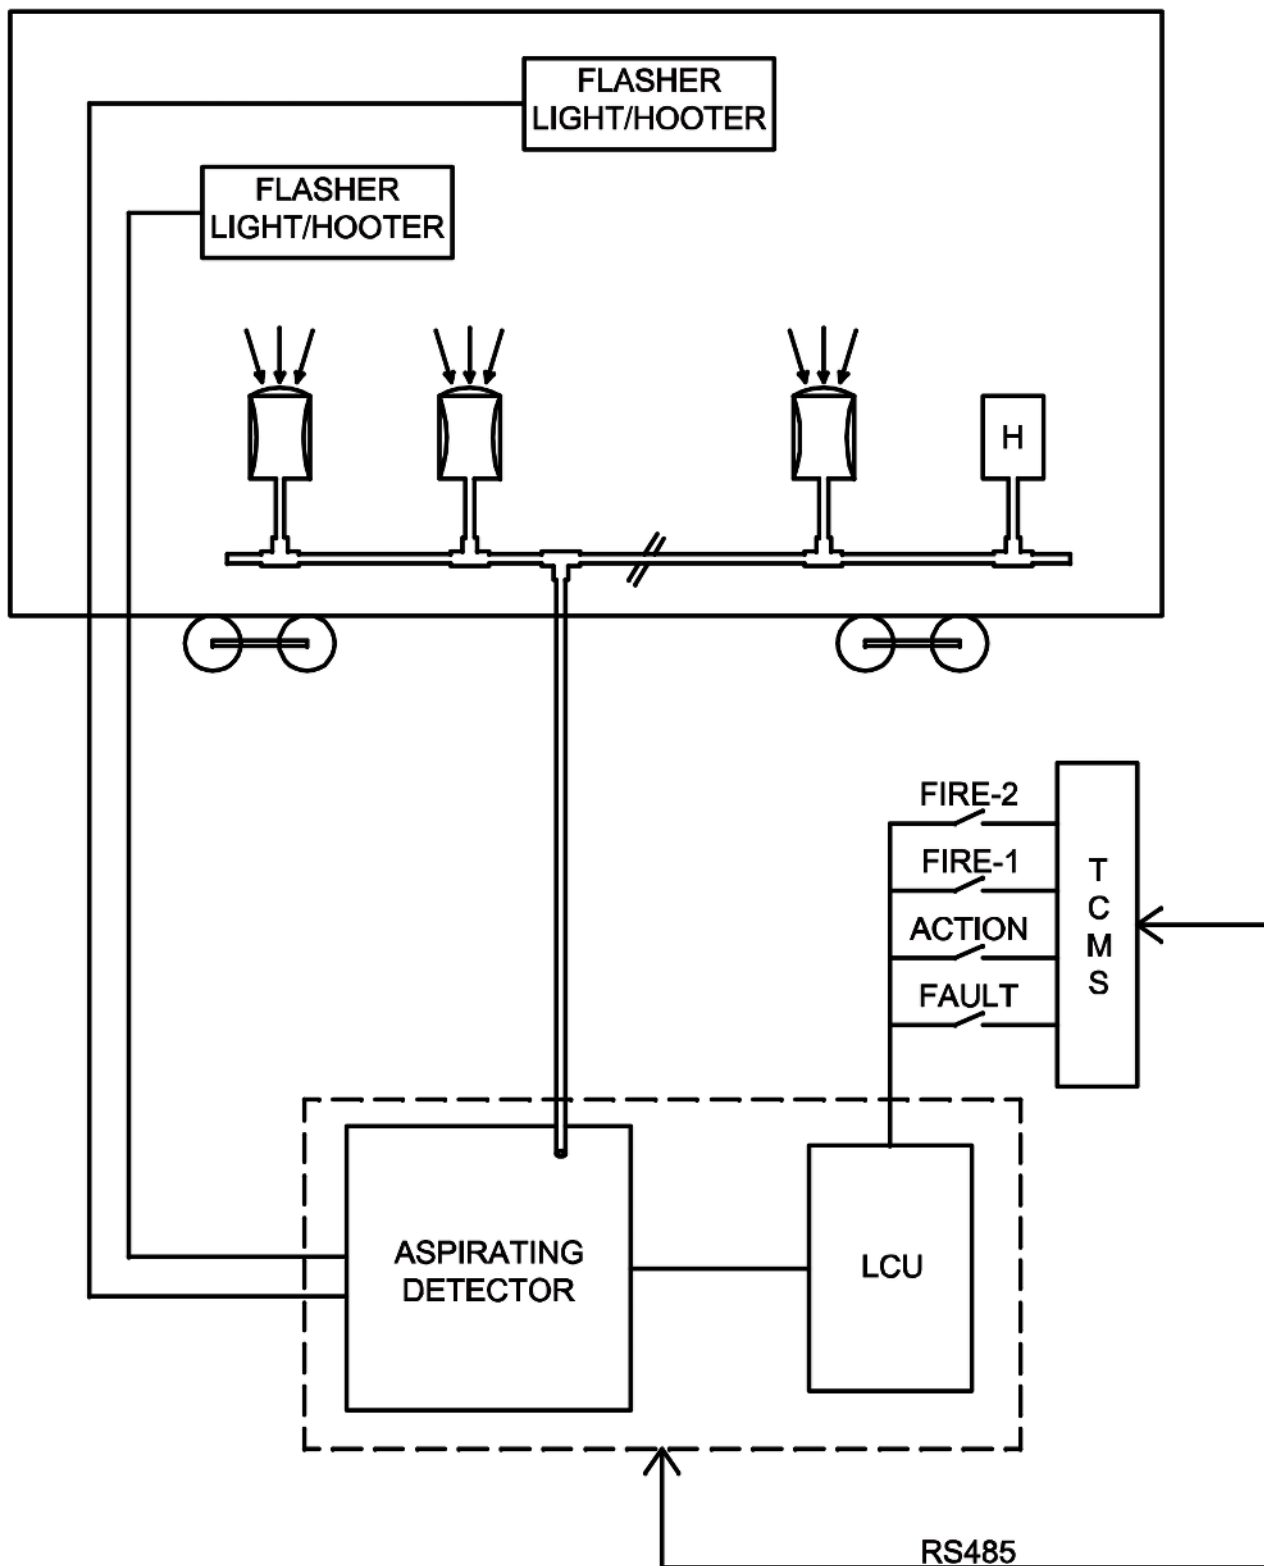 FLASHER
LIGHT/HOOTER
FLASHER
LIGHT/HOOTER
H
FIRE-2
FIRE-1
ACTION
FAULT
T
C
M
S
ASPIRATING
DETECTOR
LCU
RS485